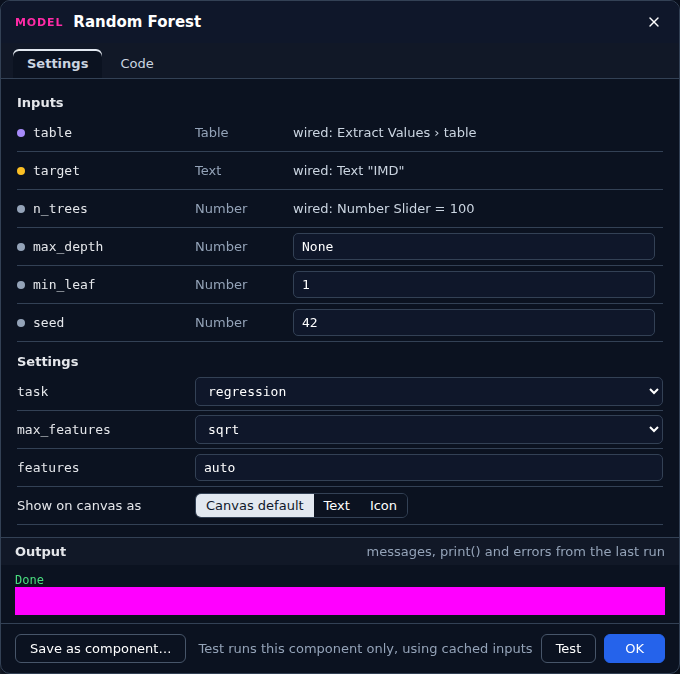 MODEL Random Forest ×
Settings Code
Inputs
table Table wired: Extract Values › table
target Text wired: Text "IMD"
n_trees Number wired: Number Slider = 100
max_depth Number None
min_leaf Number 1
seed Number 42
Settings
task regression
max_features sqrt
features auto
Show on canvas as Canvas default Text Icon
Output messages, print() and errors from the last run
Done
Save as component… Test runs this component only, using cached inputs Test OK